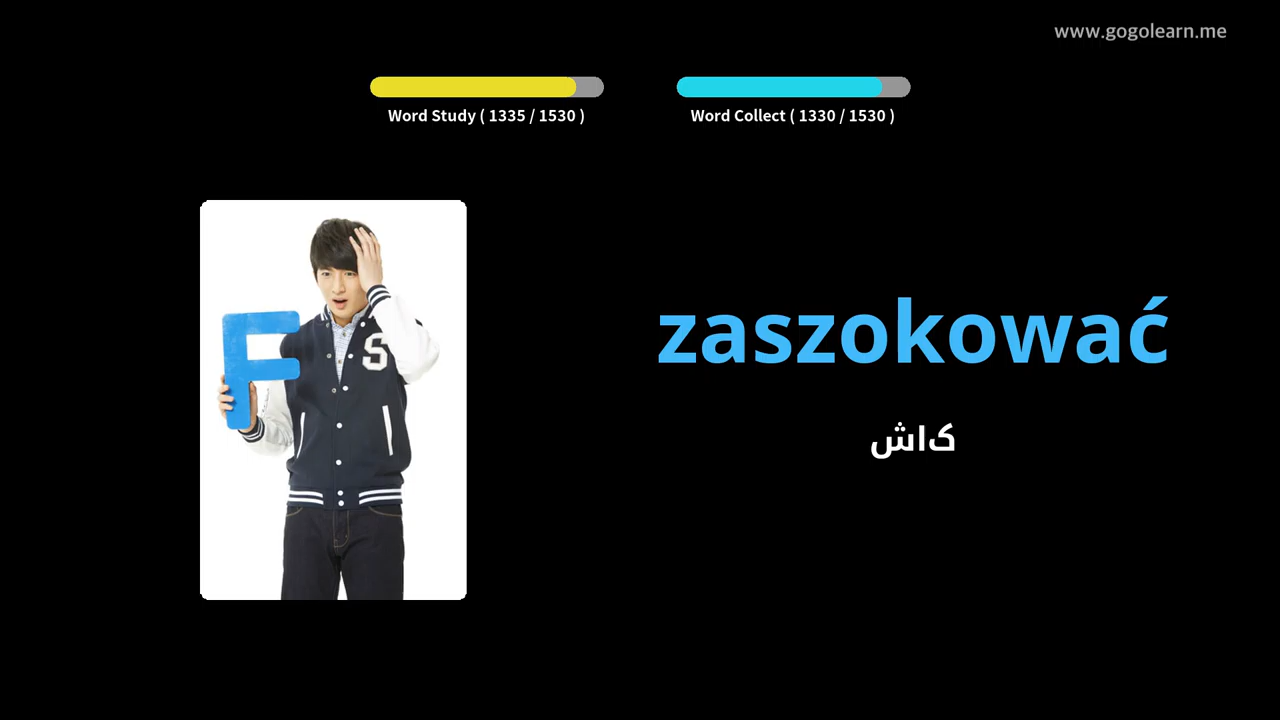 www.gogolearn.me
Word Study ( 1335 / 1530 )
Word Collect ( 1330 / 1530 )
F
S
zaszokować
کاش